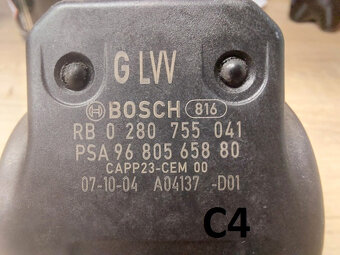 G LVV
BOSCH 816
RB 0 280 755 041
PSA 96 805 658 80
CAPP23-CEM 00
07-10-04 A04137 -D01
C4